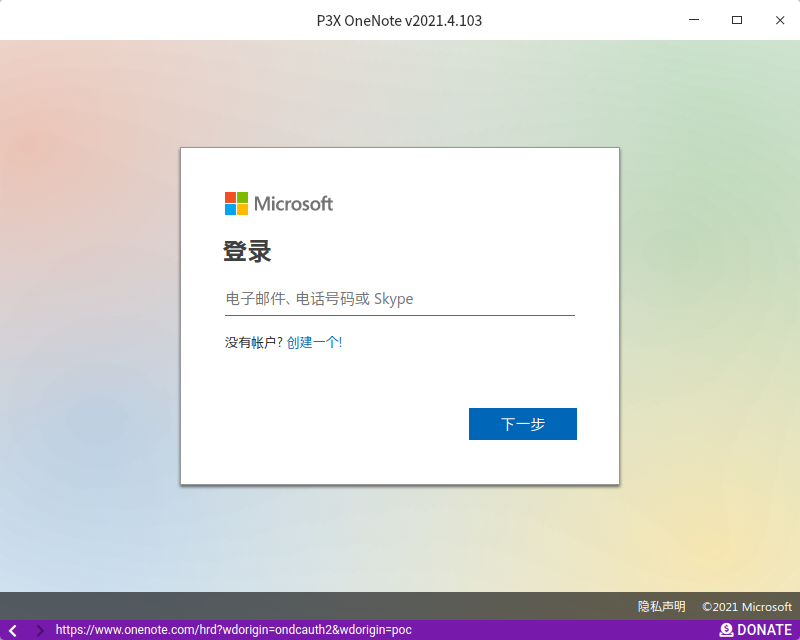 P3X OneNote v2021.4.103
Microsoft
登录
电子邮件、电话号码或 Skype
没有帐户? 创建一个!
下一步
隐私声明 ©2021 Microsoft
https://www.onenote.com/hrd?wdorigin=ondcauth2&wdorigin=poc DONATE